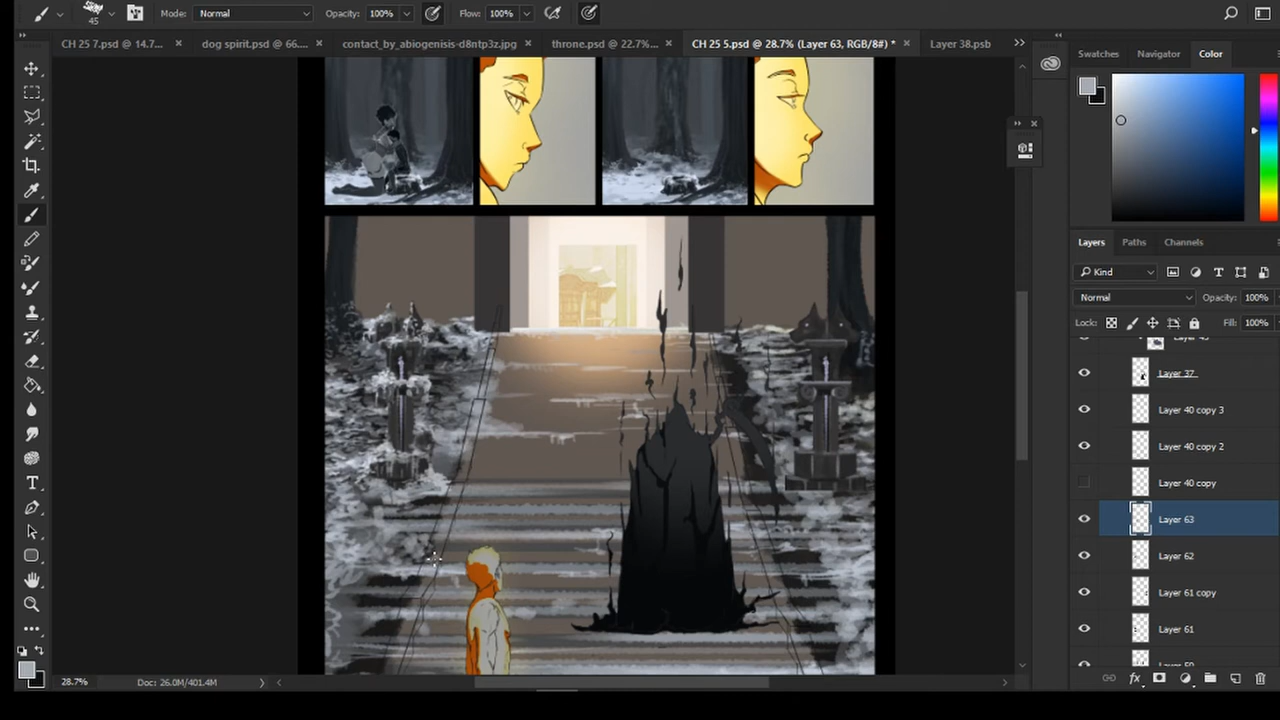 45 Mode: Normal Opacity: 100% Flow: 100%
CH 25 7.psd @ 14.7... × dog spirit.psd @ 66.... × contact_by_abiogenisis-d8ntp3z.jpg × throne.psd @ 22.7%... × CH 25 5.psd @ 28.7% (Layer 63, RGB/8#) * × Layer 38.psb
Swatches Navigator Color
Layers Paths Channels
Kind
Normal Opacity: 100%
Lock: Fill: 100%
Layer 37
Layer 40 copy 3
Layer 40 copy 2
Layer 40 copy
Layer 63
Layer 62
Layer 61 copy
Layer 61
28.7% Doc: 26.0M/401.4M